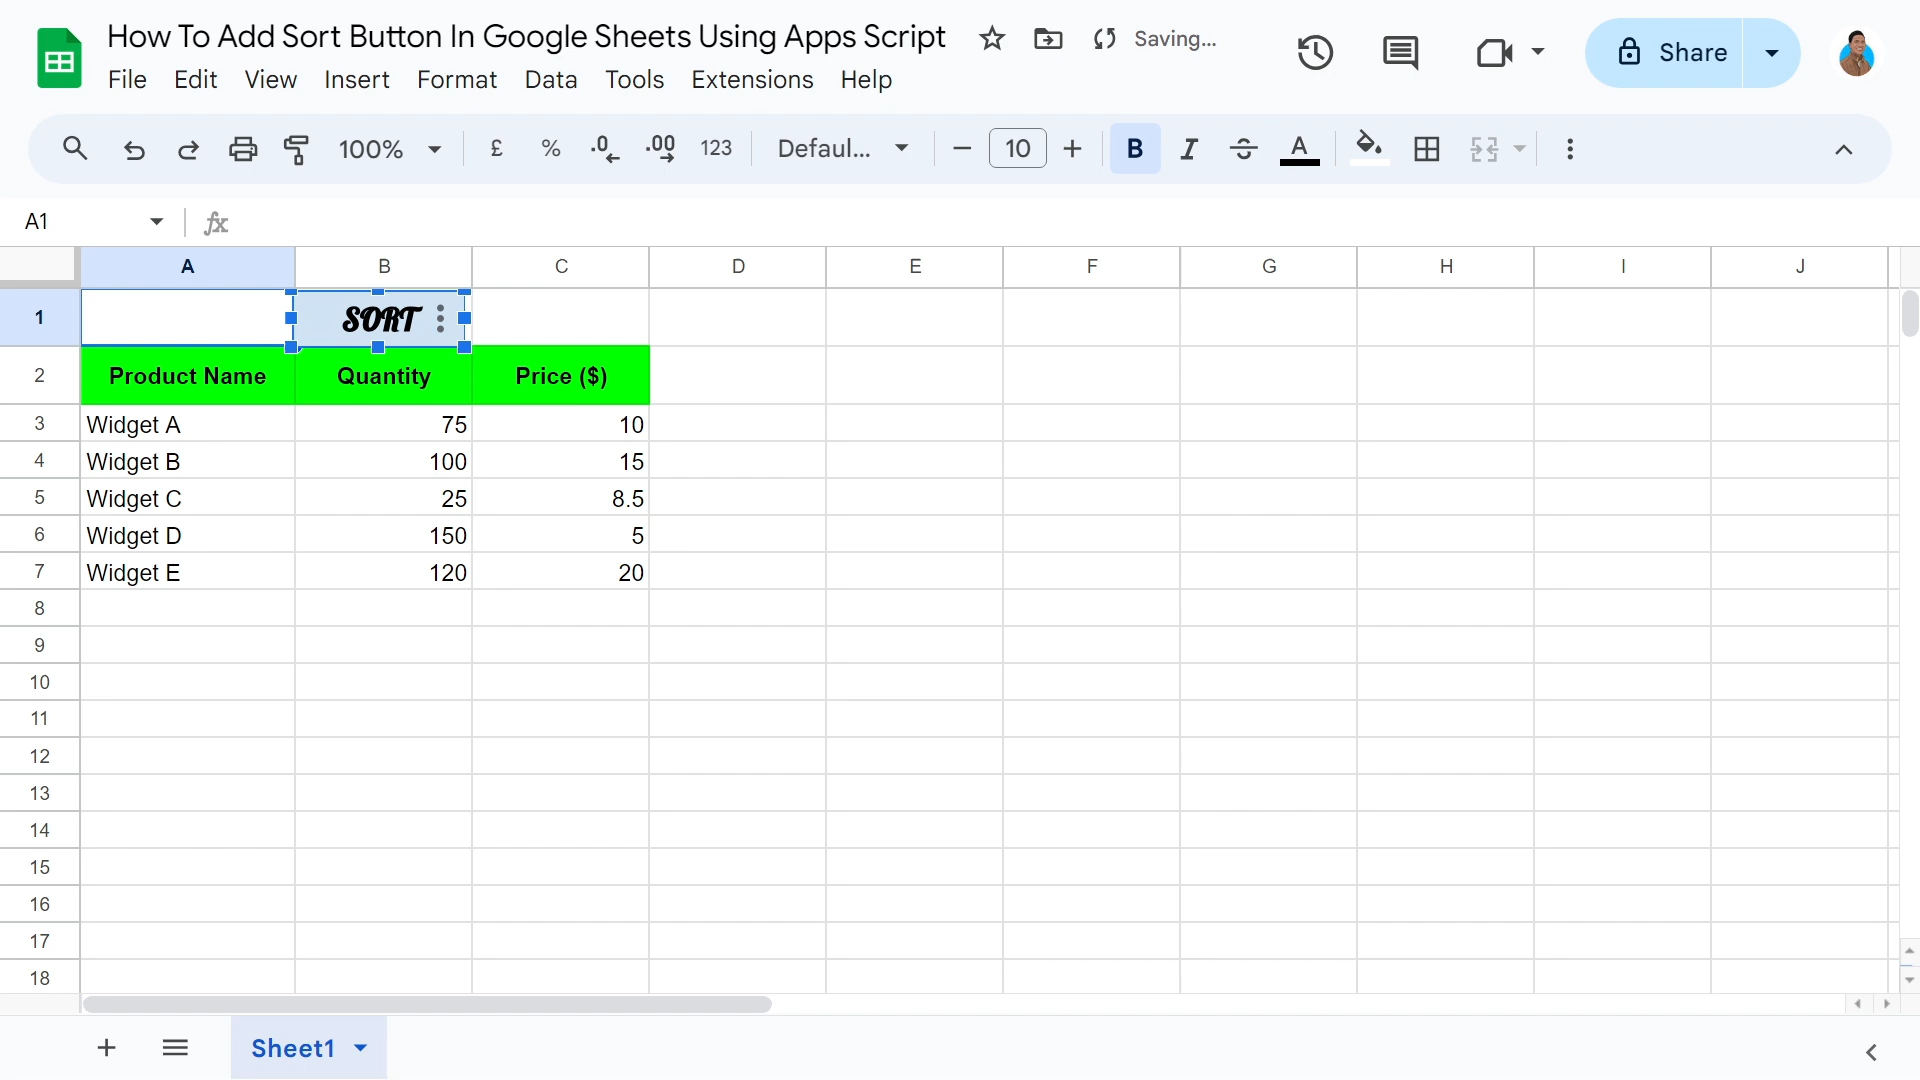 How To Add Sort Button In Google Sheets Using Apps Script Saving...
File Edit View Insert Format Data Tools Extensions Help
Share
100% £ % .0 .00 123 Defaul... 10 B I S A
A1 fx
A B C D E F G H I J
1 SORT
2 Product Name Quantity Price ($)
3 Widget A 75 10
4 Widget B 100 15
5 Widget C 25 8.5
6 Widget D 150 5
7 Widget E 120 20
8
9
10
11
12
13
14
15
16
17
18
Sheet1